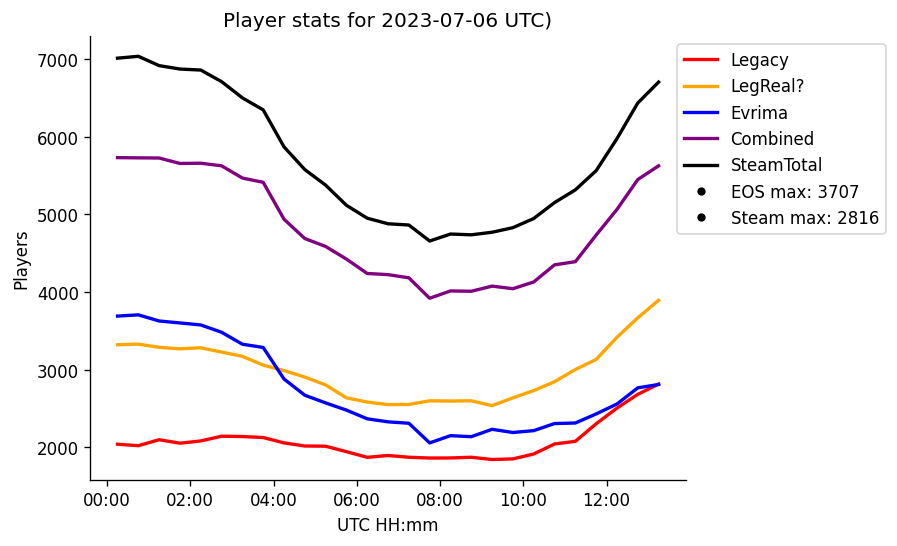 Player stats for 2023-07-06 UTC)
7000
6000
5000
4000
3000
2000
Players
00:00 02:00 04:00 06:00 08:00 10:00 12:00
UTC HH:mm
Legacy
LegReal?
Evrima
Combined
SteamTotal
EOS max: 3707
Steam max: 2816